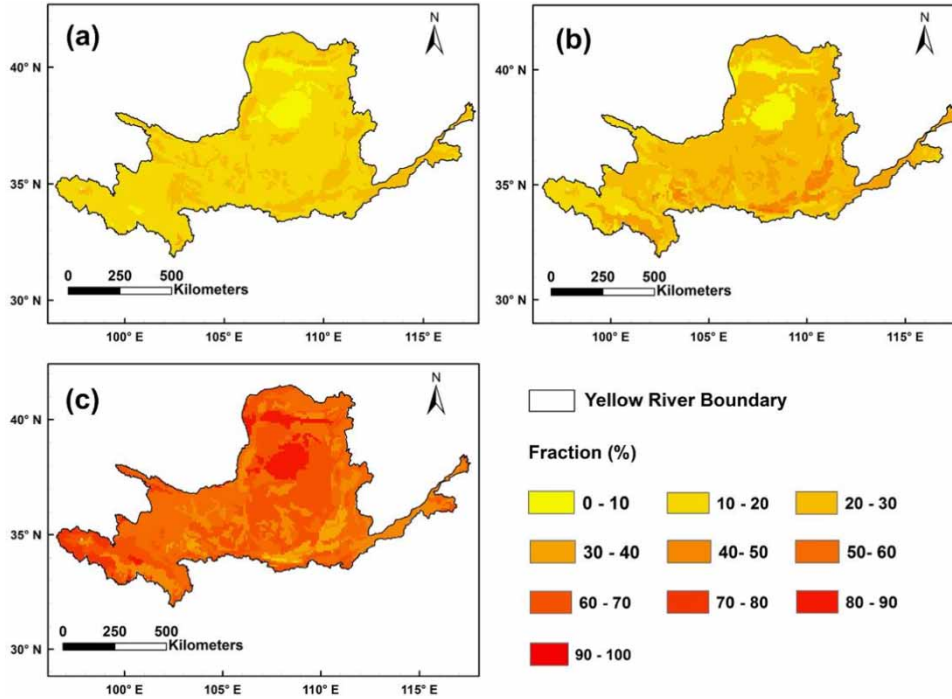 (a)
N
40° N
35° N
30° N
0 250 500
Kilometers
100° E 105° E 110° E 115° E
(b)
N
40° N
35° N
30° N
0 250 500
Kilometers
100° E 105° E 110° E 115° E
(c)
N
40° N
35° N
30° N
0 250 500
Kilometers
100° E 105° E 110° E 115° E
Yellow River Boundary
Fraction (%)
0 - 10 10 - 20 20 - 30
30 - 40 40- 50 50- 60
60 - 70 70 - 80 80 - 90
90 - 100